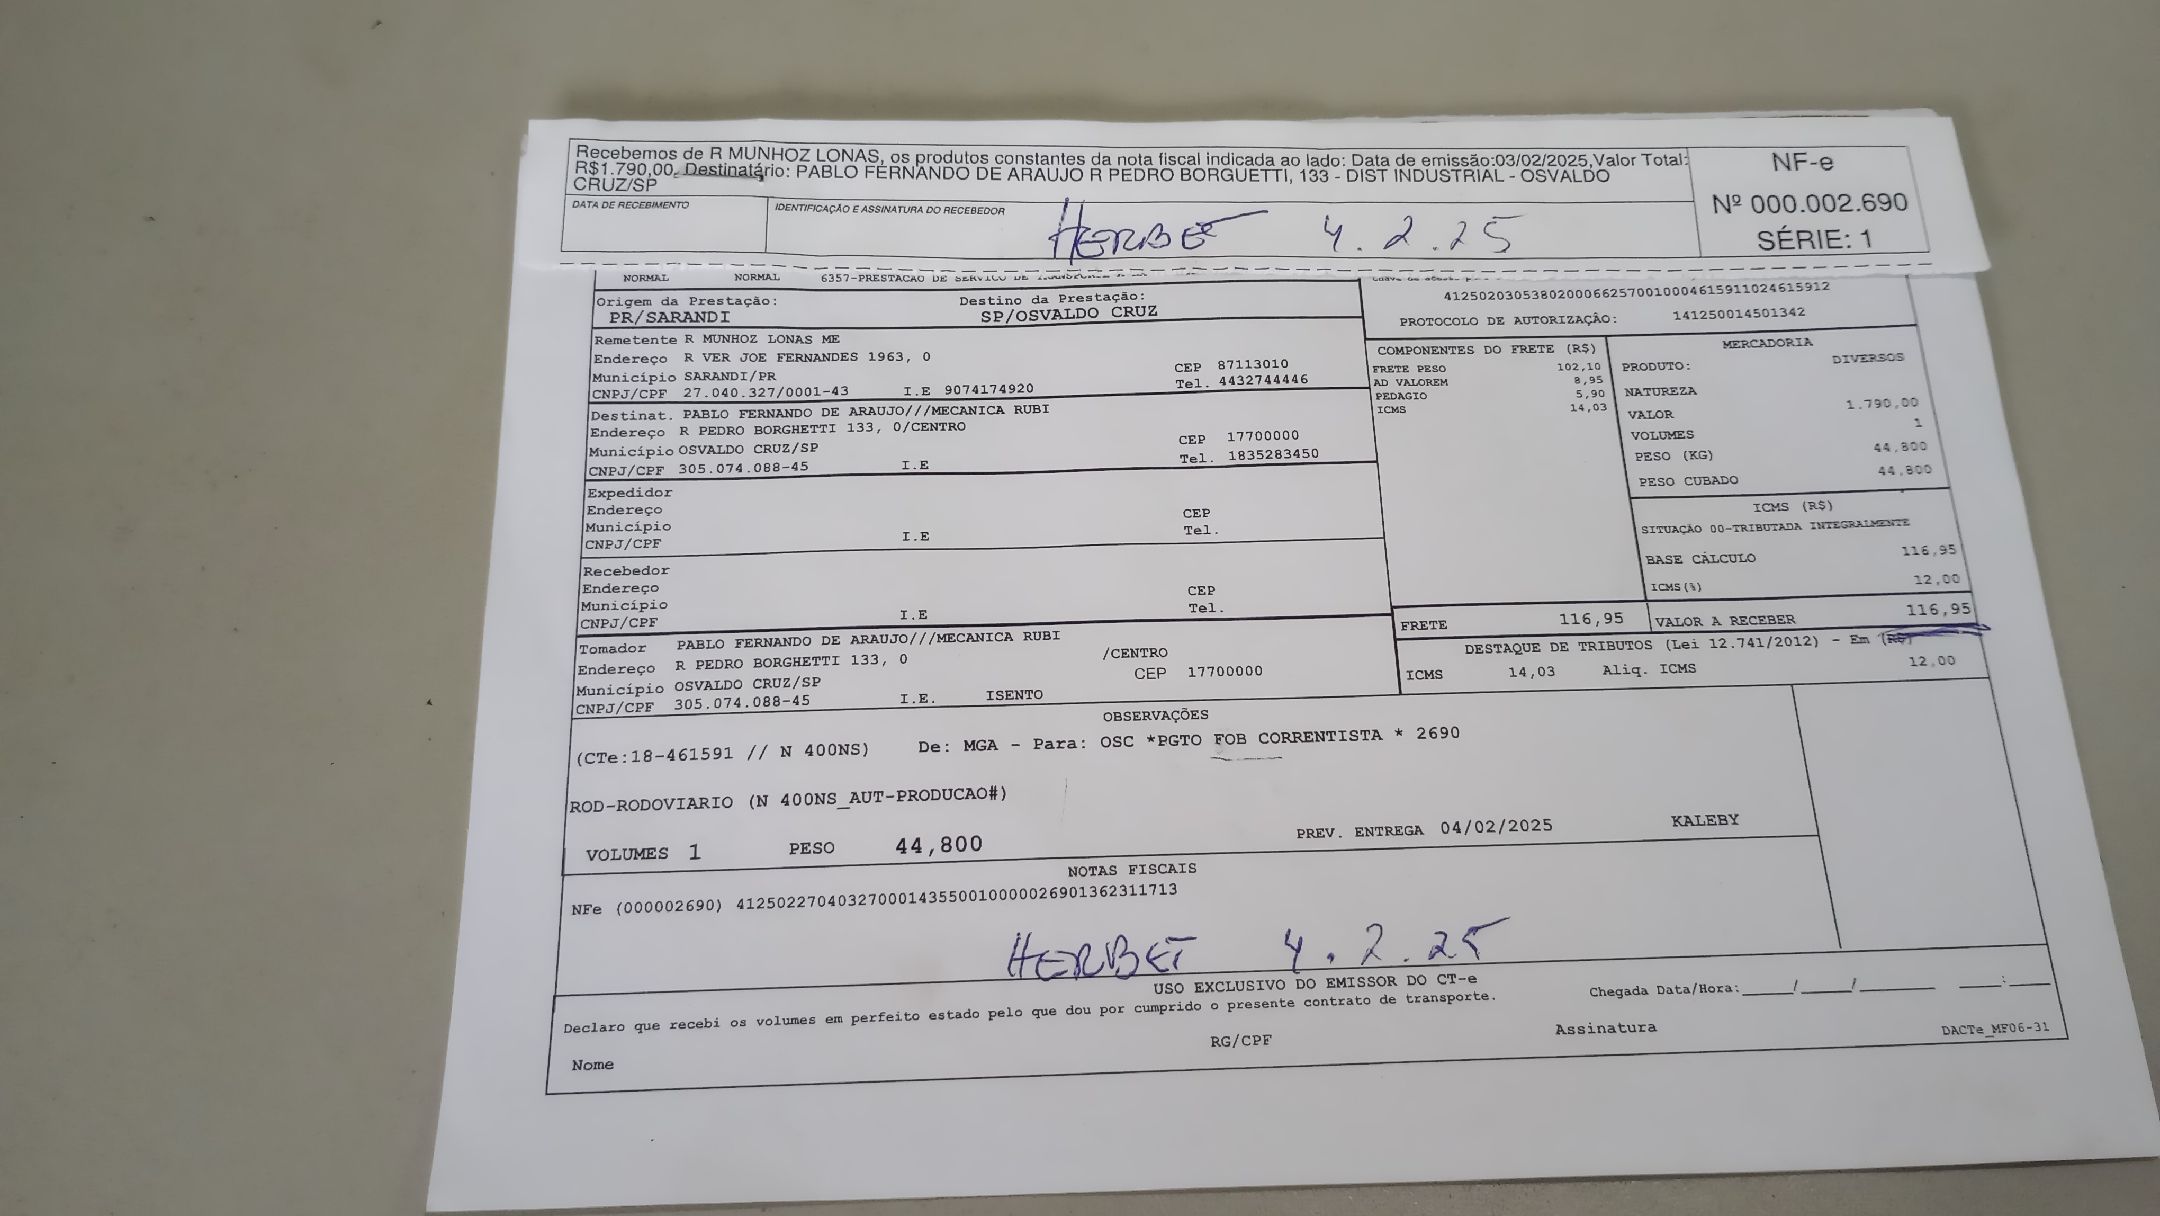 Recebemos de R MUNHOZ LONAS, os produtos constantes da nota fiscal indicada ao lado: Data de emissão:03/02/2025,Valor Total:
R$1.790,00, Destinatário: PABLO FERNANDO DE ARAUJO R PEDRO BORGUETTI, 133 - DIST INDUSTRIAL - OSVALDO
CRUZ/SP
NF-e
Nº 000.002.690
SÉRIE: 1
DATA DE RECEBIMENTO
IDENTIFICAÇÃO E ASSINATURA DO RECEBEDOR
HERBET 4.2.25
NORMAL NORMAL 6357-PRESTACAO DE SERVICO DE
Origem da Prestação: Destino da Prestação:
PR/SARANDI SP/OSVALDO CRUZ
41250203053802000662570010004615911024615912
PROTOCOLO DE AUTORIZAÇÂO: 141250014501342
Remetente R MUNHOZ LONAS ME
Endereço R VER JOE FERNANDES 1963, 0
Município SARANDI/PR CEP 87113010
CNPJ/CPF 27.040.327/0001-43 I.E 9074174920 Tel. 4432744446
Destinat. PABLO FERNANDO DE ARAUJO///MECANICA RUBI
Endereço R PEDRO BORGHETTI 133, 0/CENTRO
Município OSVALDO CRUZ/SP CEP 17700000
CNPJ/CPF 305.074.088-45 I.E Tel. 1835283450
Expedidor
Endereço
Município CEP
CNPJ/CPF I.E Tel.
Recebedor
Endereço
Município CEP
CNPJ/CPF I.E Tel.
Tomador PABLO FERNANDO DE ARAUJO///MECANICA RUBI
Endereço R PEDRO BORGHETTI 133, 0 /CENTRO
Município OSVALDO CRUZ/SP CEP 17700000
CNPJ/CPF 305.074.088-45 I.E. ISENTO
COMPONENTES DO FRETE (R$)
FRETE PESO 102,10
AD VALOREM 8,95
PEDAGIO 5,90
ICMS 14,03
MERCADORIA
PRODUTO: DIVERSOS
NATUREZA
VALOR 1.790,00
VOLUMES 1
PESO (KG) 44,800
PESO CUBADO 44,800
ICMS (R$)
SITUAÇÃO 00-TRIBUTADA INTEGRALMENTE
BASE CÁLCULO 116,95
ICMS(%) 12,00
FRETE 116,95 VALOR A RECEBER 116,95
DESTAQUE DE TRIBUTOS (Lei 12.741/2012) - Em (R$)
ICMS 14,03 Aliq. ICMS 12,00
OBSERVAÇÕES
(CTe:18-461591 // N 400NS) De: MGA - Para: OSC *PGTO FOB CORRENTISTA * 2690
ROD-RODOVIARIO (N 400NS_AUT-PRODUCAO#)
VOLUMES 1 PESO 44,800 PREV. ENTREGA 04/02/2025 KALEBY
NOTAS FISCAIS
NFe (000002690) 41250227040327000143550010000026901362311713
HERBET 4.2.25
USO EXCLUSIVO DO EMISSOR DO CT-e
Declaro que recebi os volumes em perfeito estado pelo que dou por cumprido o presente contrato de transporte.
Chegada Data/Hora:_____/_____/________ ____:____
Nome RG/CPF Assinatura DACTe_MF06-31